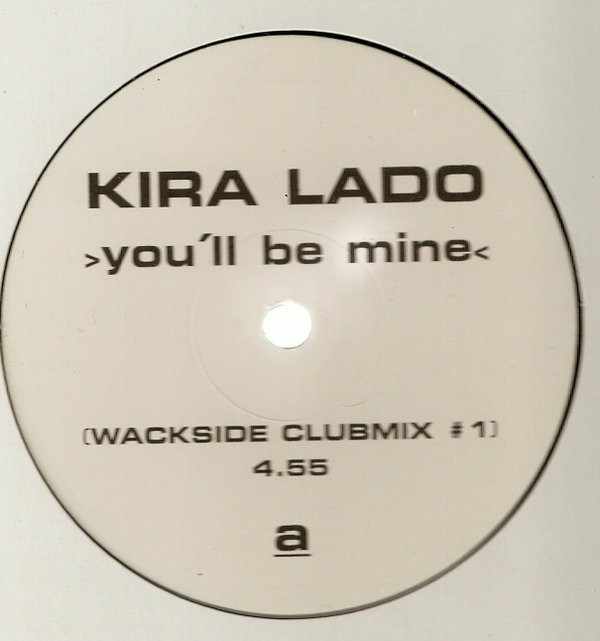 KIRA LADO
>you´ll be mine<
(WACKSIDE CLUBMIX #1)
4.55
a